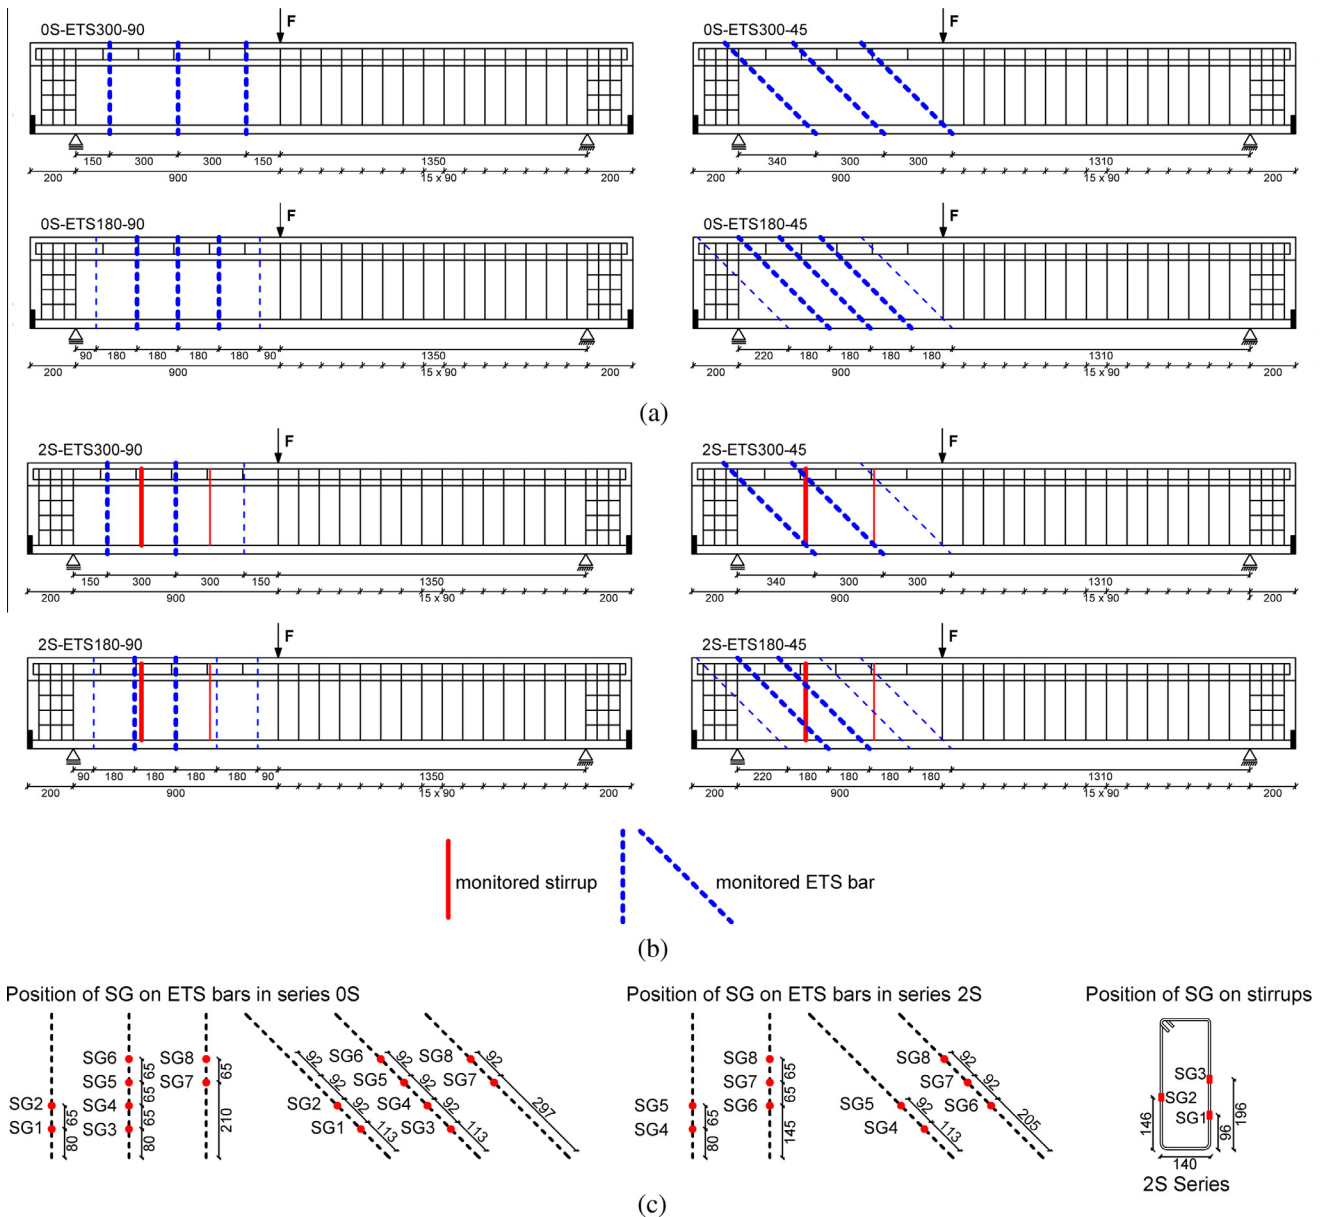 0S-ETS300-90
F
150 300 300 150 1350
200 900 15 x 90 200
0S-ETS300-45
F
340 300 300 1310
200 900 15 x 90 200
0S-ETS180-90
F
90 180 180 180 180 90 1350
200 900 15 x 90 200
0S-ETS180-45
F
220 180 180 180 180 1310
200 900 15 x 90 200
(a)
2S-ETS300-90
F
150 300 300 150 1350
200 900 15 x 90 200
2S-ETS300-45
F
340 300 300 1310
200 900 15 x 90 200
2S-ETS180-90
F
90 180 180 180 180 90 1350
200 900 15 x 90 200
2S-ETS180-45
F
220 180 180 180 180 1310
200 900 15 x 90 200
monitored stirrup
monitored ETS bar
(b)
Position of SG on ETS bars in series 0S
SG2 65
SG1 80
SG6 65
SG5 65
SG4 65
SG3 80
SG8 65
SG7 210
92
SG2 92
SG1 113
SG6 92
SG5 92
SG4 92
SG3 113
SG8 92
SG7 297
Position of SG on ETS bars in series 2S
SG5 65
SG4 80
SG8 65
SG7 65
SG6 145
SG5 92
SG4 113
SG8 92
SG7 92
SG6 205
Position of SG on stirrups
SG3
SG2
SG1
146
96
196
140
2S Series
(c)